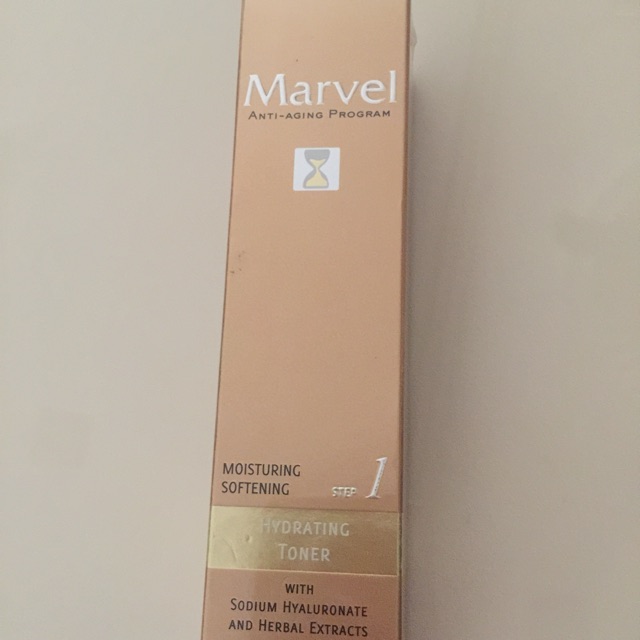 Marvel
ANTI-AGING PROGRAM
MOISTURING
SOFTENING
STEP 1
HYDRATING
TONER
WITH
SODIUM HYALURONATE
AND HERBAL EXTRACTS